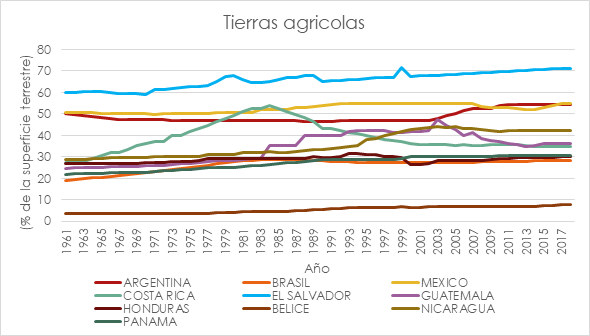 Tierras agricolas
(% de la superficie terrestre)
80
70
60
50
40
30
20
10
0
1961 1963 1965 1967 1969 1971 1973 1975 1977 1979 1981 1983 1985 1987 1989 1991 1993 1995 1997 1999 2001 2003 2005 2007 2009 2011 2013 2015 2017
Año
ARGENTINA BRASIL MEXICO
COSTA RICA EL SALVADOR GUATEMALA
HONDURAS BELICE NICARAGUA
PANAMA